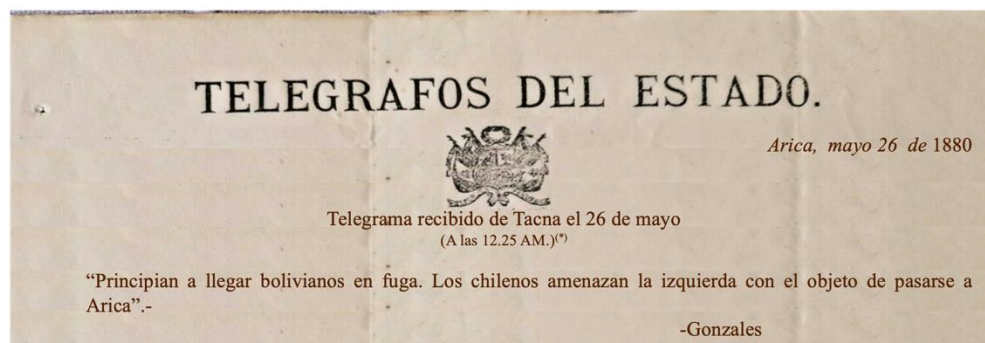 TELEGRAFOS DEL ESTADO.
Arica, mayo 26 de 1880
Telegrama recibido de Tacna el 26 de mayo
(A las 12.25 AM.)(*)
“Principian a llegar bolivianos en fuga. Los chilenos amenazan la izquierda con el objeto de pasarse a
Arica”.-
-Gonzales